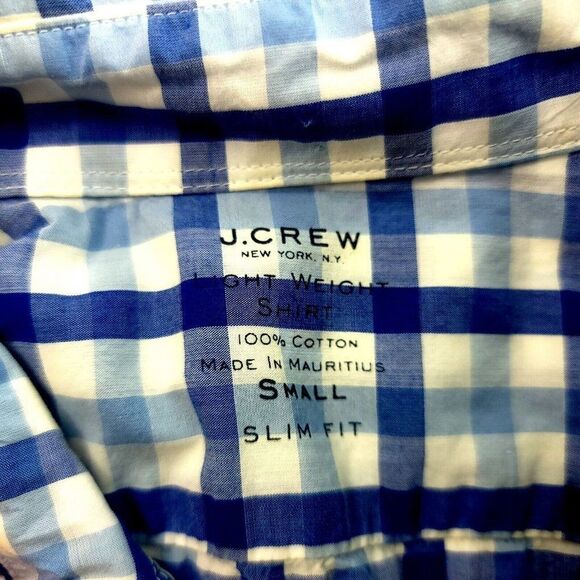 J.CREW
NEW YORK. N.Y.
LIGHT WEIGHT
SHIRT
100% COTTON
MADE IN MAURITIUS
SMALL
SLIM FIT